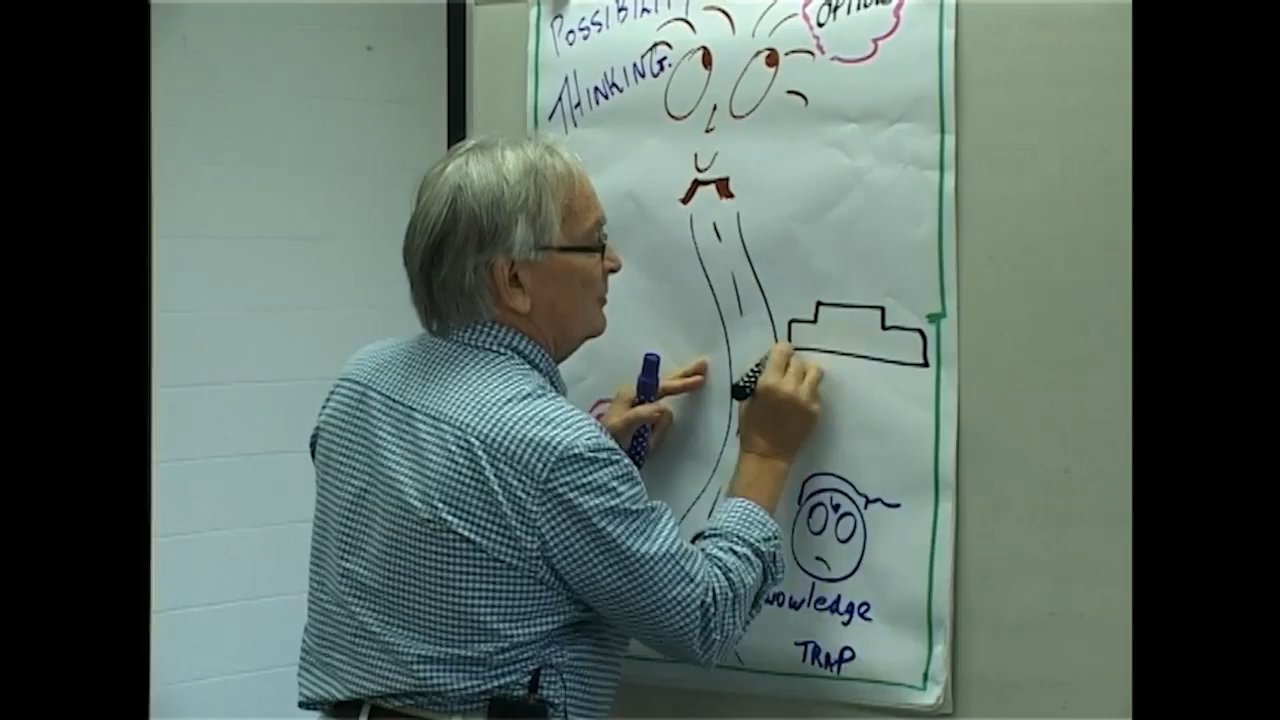 POSSIBILITY
THINKING.
OPTIONS
nowledge
TRAP